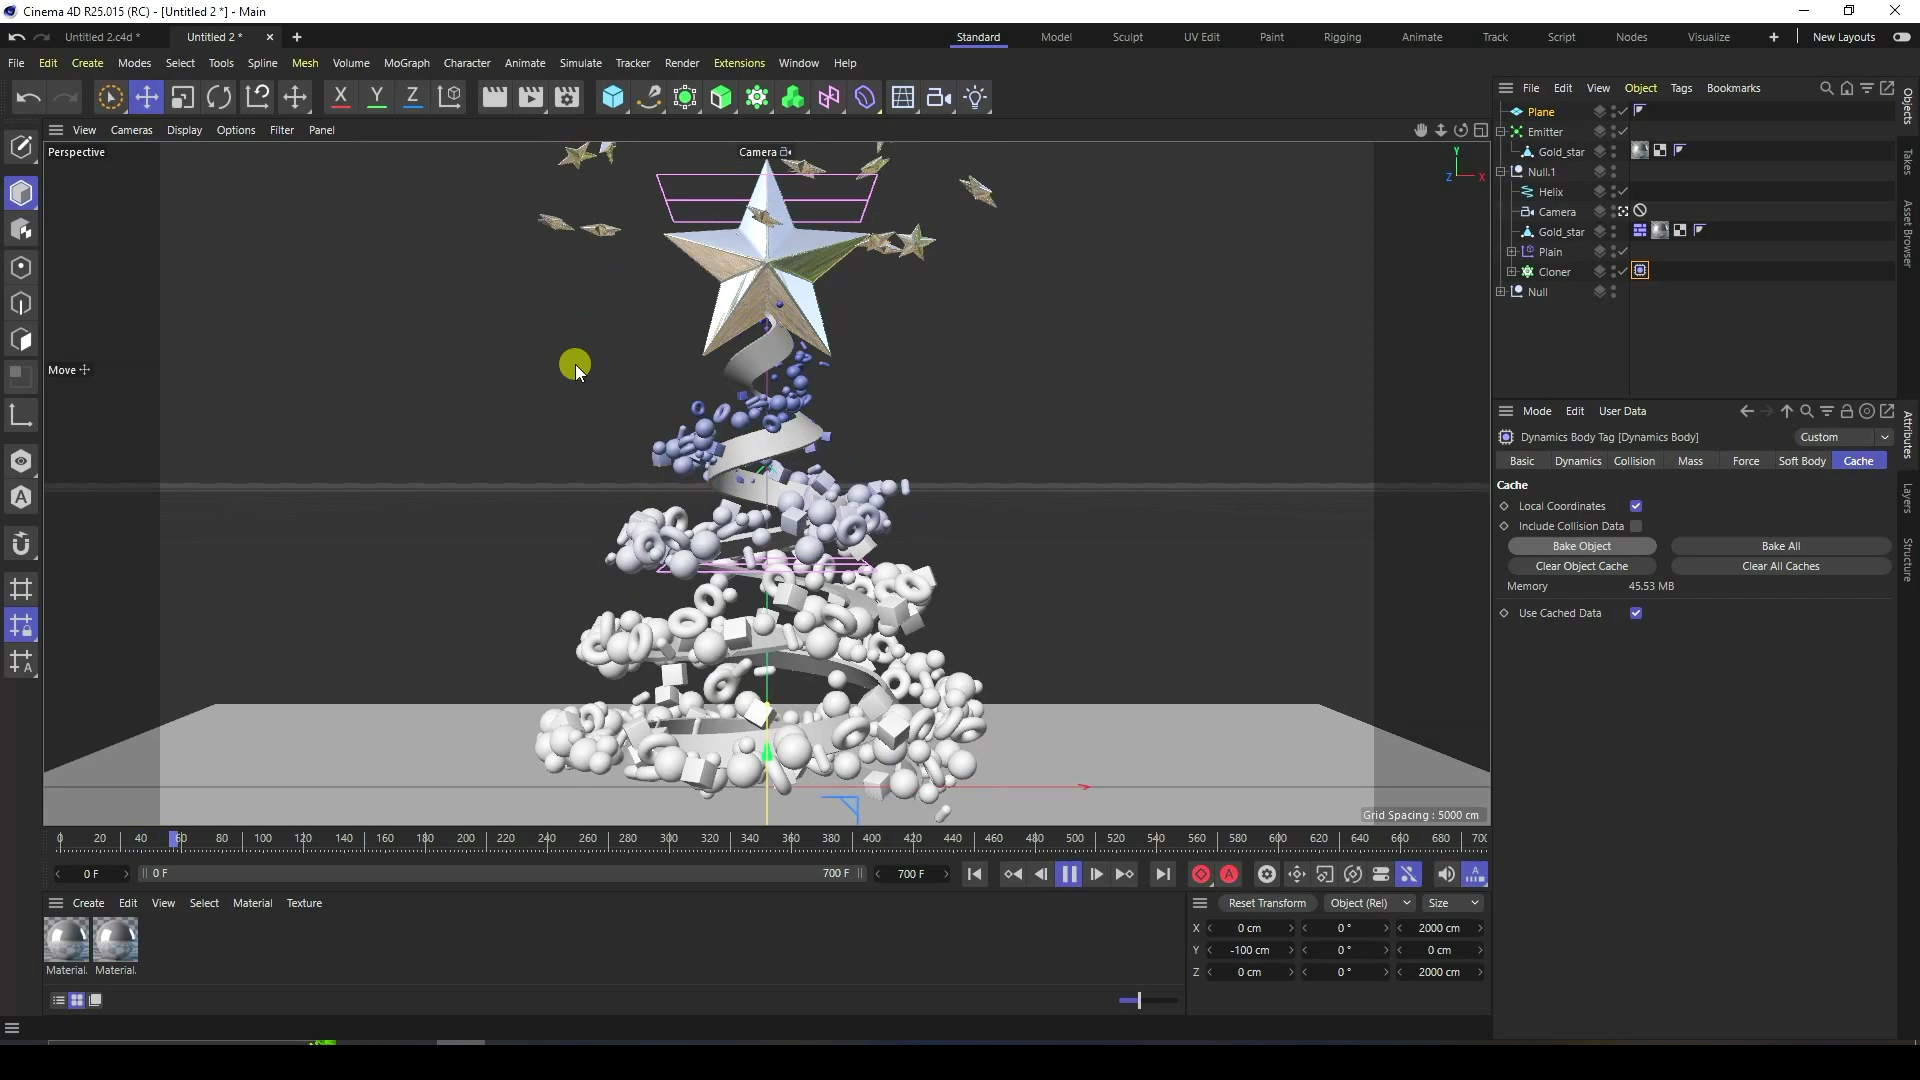 Cinema 4D R25.015 (RC) - [Untitled 2 *] - Main
Untitled 2.c4d * Untitled 2 * Standard Model Sculpt UV Edit Paint Rigging Animate Track Script Nodes Visualize New Layouts
File Edit Create Modes Select Tools Spline Mesh Volume MoGraph Character Animate Simulate Tracker Render Extensions Window Help
X Y Z
View Cameras Display Options Filter Panel
Perspective
Camera
Y
Z X
Move
Grid Spacing : 5000 cm
File Edit View Object Tags Bookmarks
Plane
Emitter
Gold_star
Null.1
Helix
Camera
Gold_star
Plain
Cloner
Null
Objects
Takes
Asset Browser
Mode Edit User Data
Dynamics Body Tag [Dynamics Body] Custom
Basic Dynamics Collision Mass Force Soft Body Cache
Cache
Local Coordinates
Include Collision Data
Bake Object Bake All
Clear Object Cache Clear All Caches
Memory 45.53 MB
Use Cached Data
Attributes
Layers
Structure
0 20 40 60 80 100 120 140 160 180 200 220 240 260 280 300 320 340 360 380 400 420 440 460 480 500 520 540 560 580 600 620 640 660 680 700
0 F 0 F 700 F 700 F
Create Edit View Select Material Texture
Material. Material.
Reset Transform Object (Rel) Size
X 0 cm 0 ° 2000 cm
Y -100 cm 0 ° 0 cm
Z 0 cm 0 ° 2000 cm